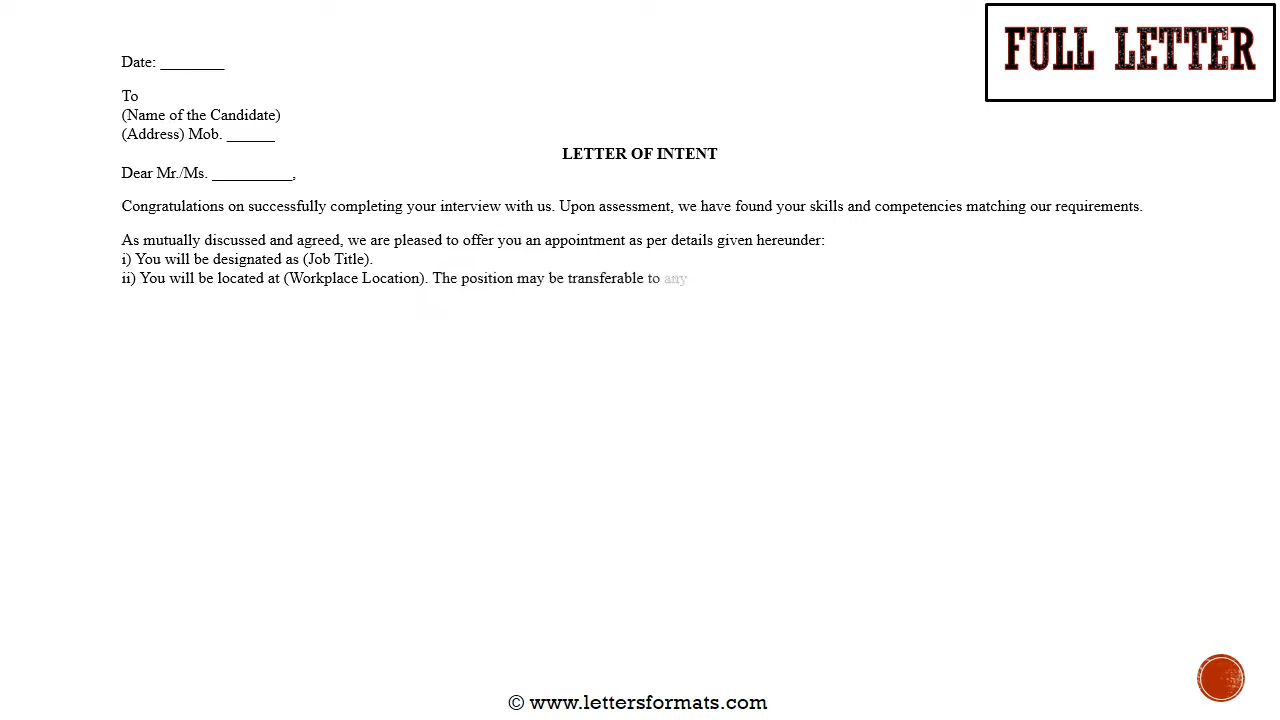 FULL LETTER
Date: ________
To
(Name of the Candidate)
(Address) Mob. ______
LETTER OF INTENT
Dear Mr./Ms. __________,
Congratulations on successfully completing your interview with us. Upon assessment, we have found your skills and competencies matching our requirements.
As mutually discussed and agreed, we are pleased to offer you an appointment as per details given hereunder:
i) You will be designated as (Job Title).
ii) You will be located at (Workplace Location). The position may be transferable to any
© www.lettersformats.com